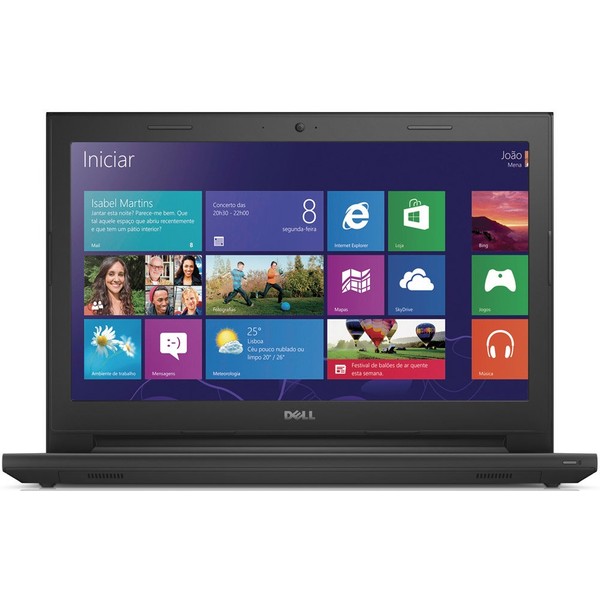 Iniciar
João
Mena
Isabel Martins
Jantar esta noite? Parece-me bem. Que
tal aquele espaço que abriu recentemente
e que tem um pátio interior?
Mail
8
Concerto das
20h30 - 22h00
8
segunda-feira
Internet Explorer
Loja
Bing
Fotografias
Mapas
SkyDrive
Jogos
Ambiente de trabalho
Mensagens
25°
Lisboa
Céu pouco nublado ou
limpo 20° / 26°
Meteorologia
Festival de balões de ar quente
esta semana.
Música
DELL